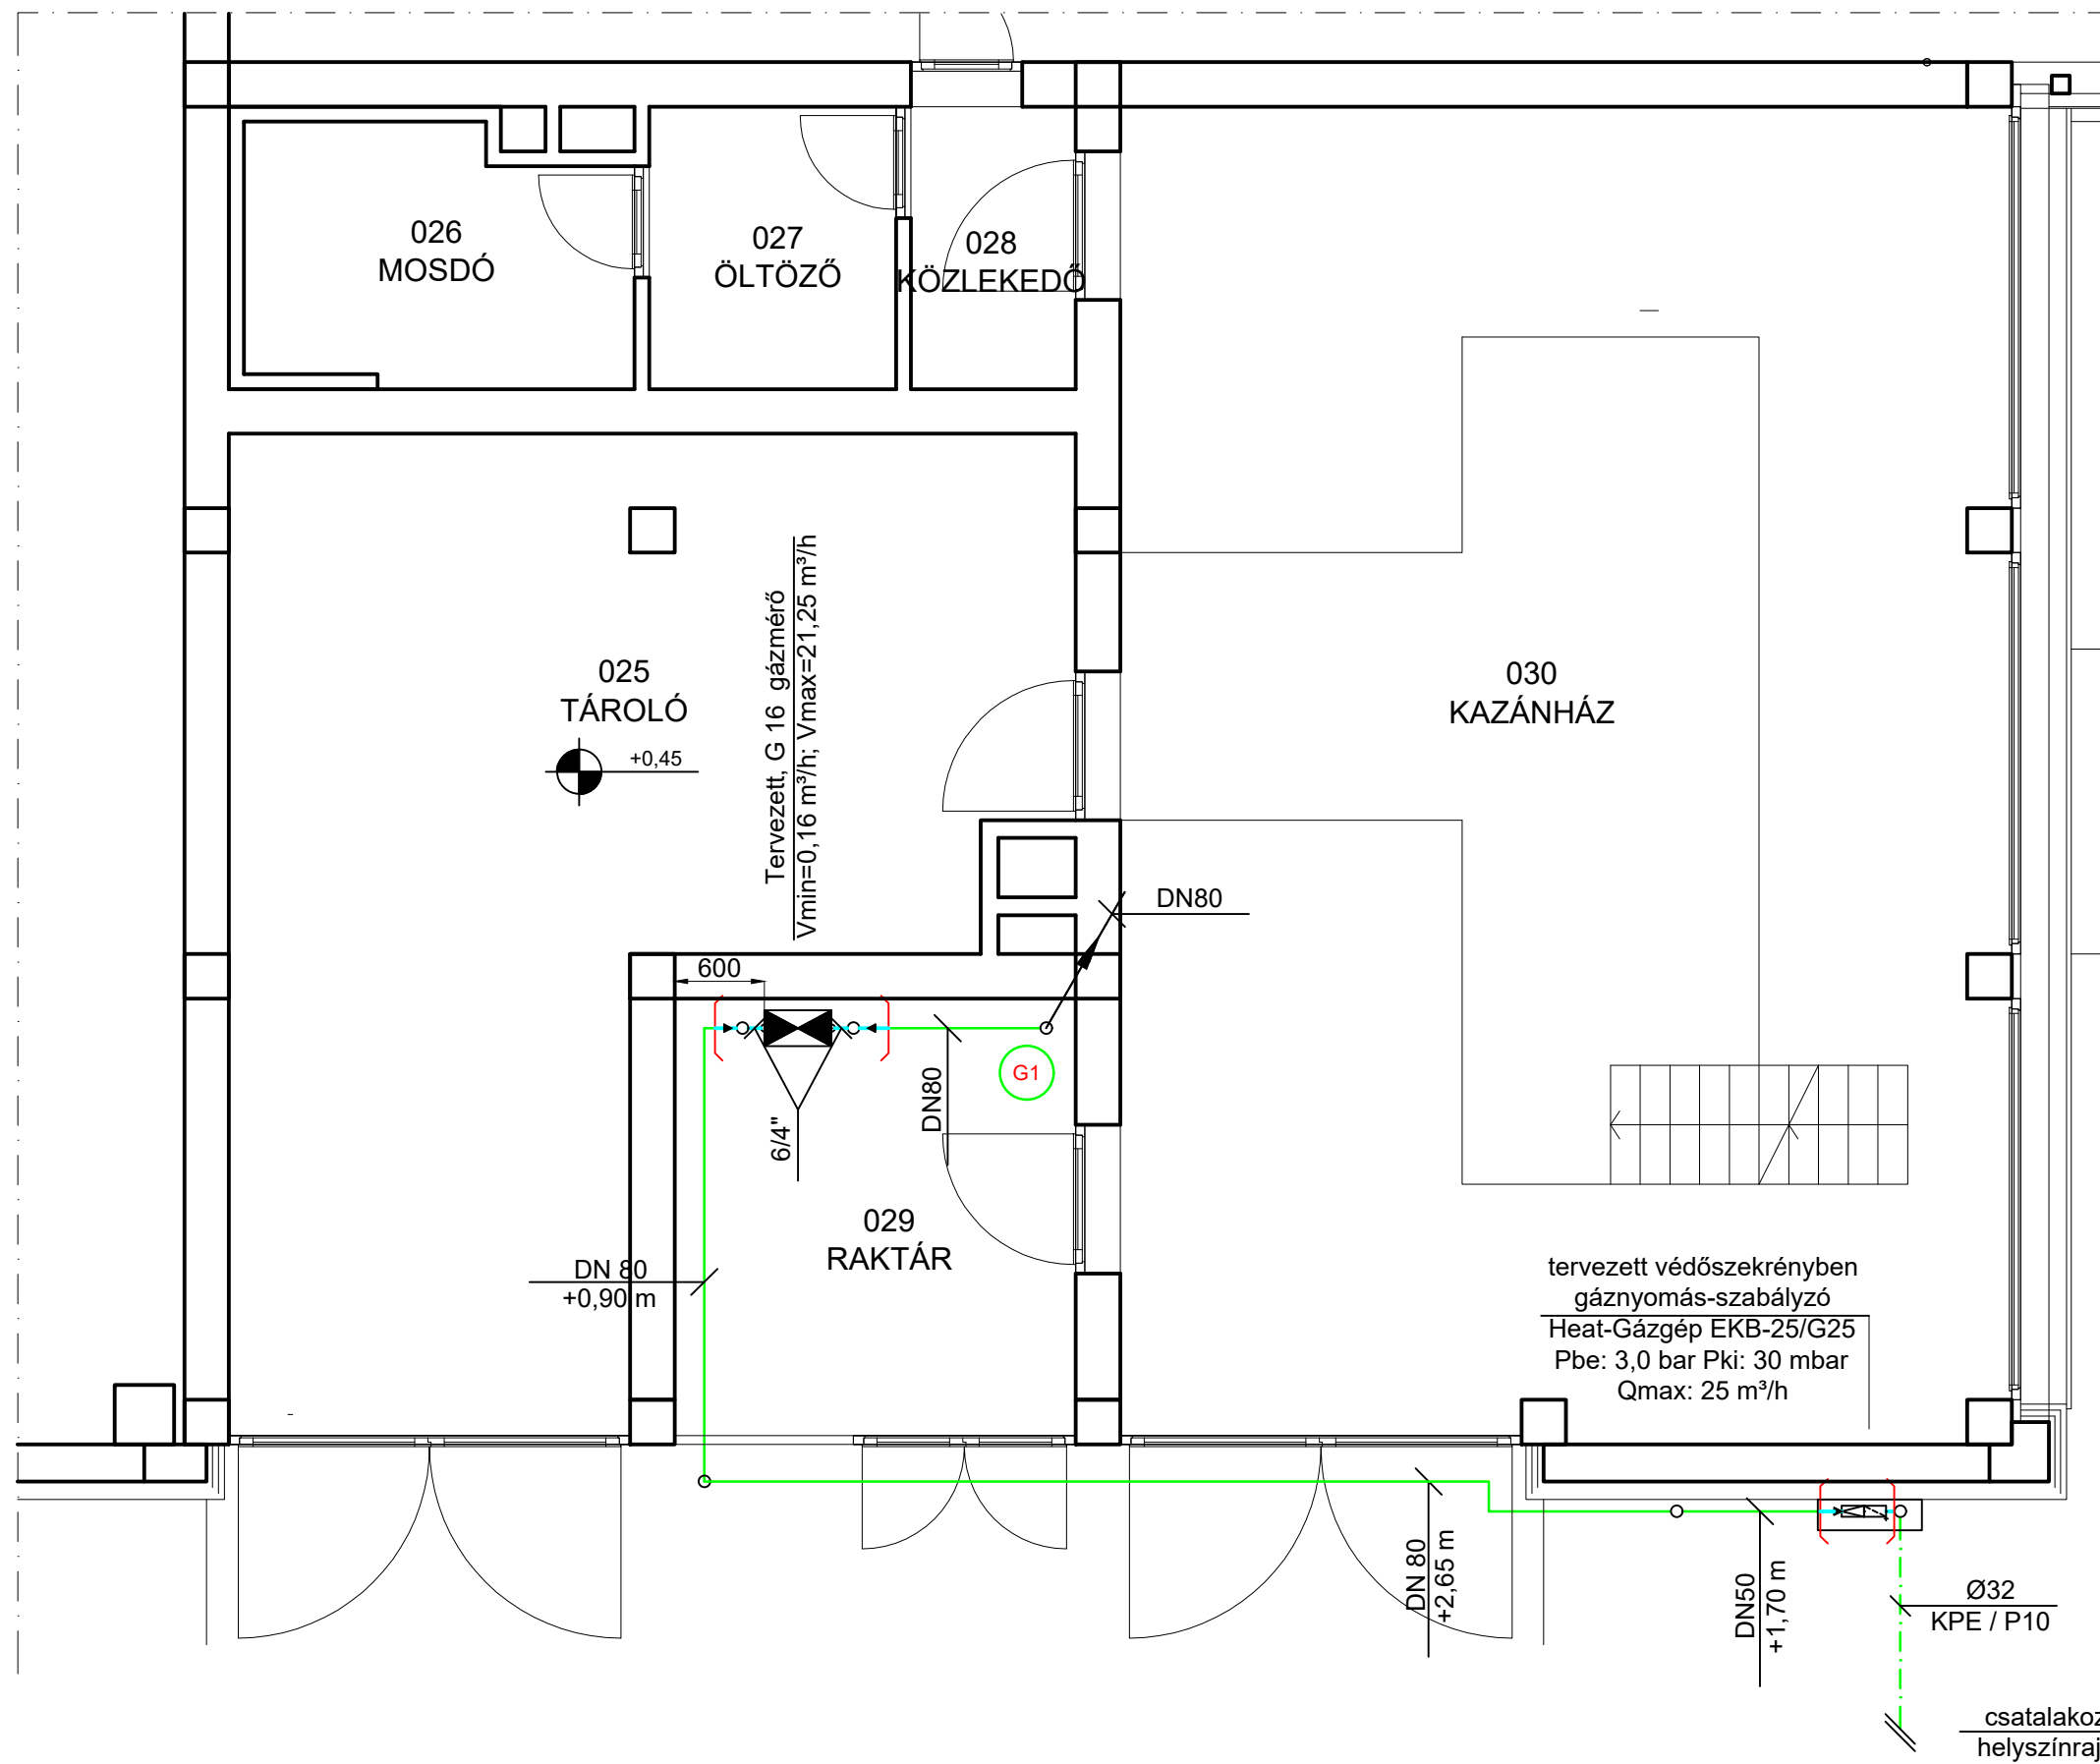 026
MOSDÓ
027
ÖLTÖZŐ
028
KÖZLEKEDŐ
025
TÁROLÓ
+0,45
Tervezett, G 16 gázmérő
Vmin=0,16 m³/h; Vmax=21,25 m³/h
030
KAZÁNHÁZ
DN80
600
G1
DN80
6/4"
029
RAKTÁR
DN 80
+0,90 m
tervezett védőszekrényben
gáznyomás-szabályzó
Heat-Gázgép EKB-25/G25
Pbe: 3,0 bar Pki: 30 mbar
Qmax: 25 m³/h
DN 80
+2,65 m
DN50
+1,70 m
Ø32
KPE / P10